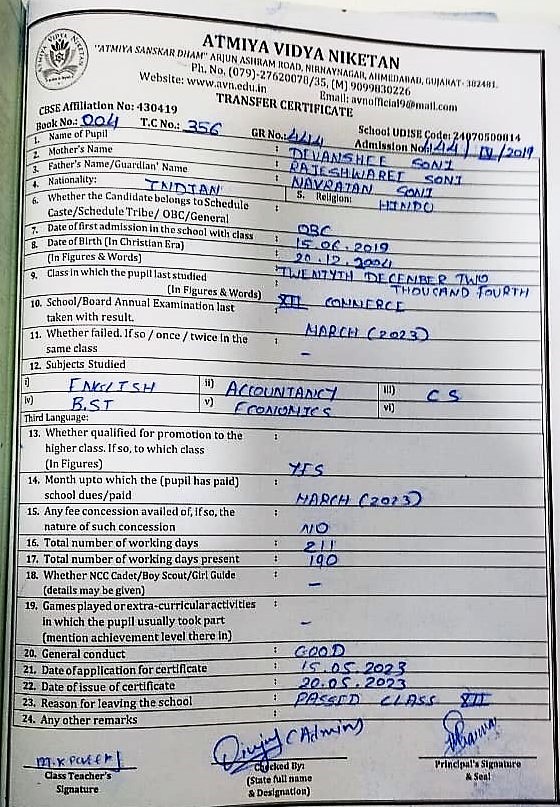 ATMIYA VIDYA NIKETAN
ATMIYA VIDYA NIKETAN
"ATMIYA SANSKAR DHAM" ARJUN ASHRAM ROAD, NIRNAYNAGAR, AHMEDABAD, GUJARAT - 382481.
Ph. No. (079)-27620078/35, (M) 9099830226
Website: www.avn.edu.in Email: avnofficial9@mail.com
TRANSFER CERTIFICATE
CBSE Affiliation No: 430419 School UDISE Code: 24070500814
Book No.: 004 T.C No.: 356 GR No.: 444 Admission No. 444 IV/2019
1. Name of Pupil : DEVANSHEE SONI
2. Mother's Name : RAJESHWAREE SONI
3. Father's Name/Guardian' Name : NAVRATAN SONI
4. Nationality: INDIAN 5. Religion: HINDU
6. Whether the Candidate belongs to Schedule
Caste/Schedule Tribe/ OBC/General : OBC
7. Date of first admission in the school with class : 15.06.2019
8. Date of Birth (In Christian Era) : 20.12.2004
(In Figures & Words) TWENTYTH DECEMBER TWO
9. Class in which the pupil last studied : THOUSAND FOURTH
(In Figures & Words) XII COMMERCE
10. School/Board Annual Examination last
taken with result. : MARCH (2023)
11. Whether failed. If so / once / twice in the
same class : –
12. Subjects Studied
i) ENGLISH ii) ACCOUNTANCY iii) CS
iv) B.ST v) ECONOMICS vi)
Third Language:
13. Whether qualified for promotion to the :
higher class. If so, to which class
(In Figures) YES
14. Month upto which the (pupil has paid) :
school dues/paid MARCH (2023)
15. Any fee concession availed of, if so, the :
nature of such concession NO
16. Total number of working days : 211
17. Total number of working days present : 190
18. Whether NCC Cadet/Boy Scout/Girl Guide :
(details may be given) –
19. Games played or extra-curricular activities :
in which the pupil usually took part –
(mention achievement level there in)
20. General conduct : GOOD
21. Date of application for certificate : 15.05.2023
22. Date of issue of certificate : 20.05.2023
23. Reason for leaving the school : PASSED CLASS XII
24. Any other remarks :
(Admin)
Class Teacher's
Signature
Checked By:
(State full name
& Designation)
Principal's Signature
& Seal